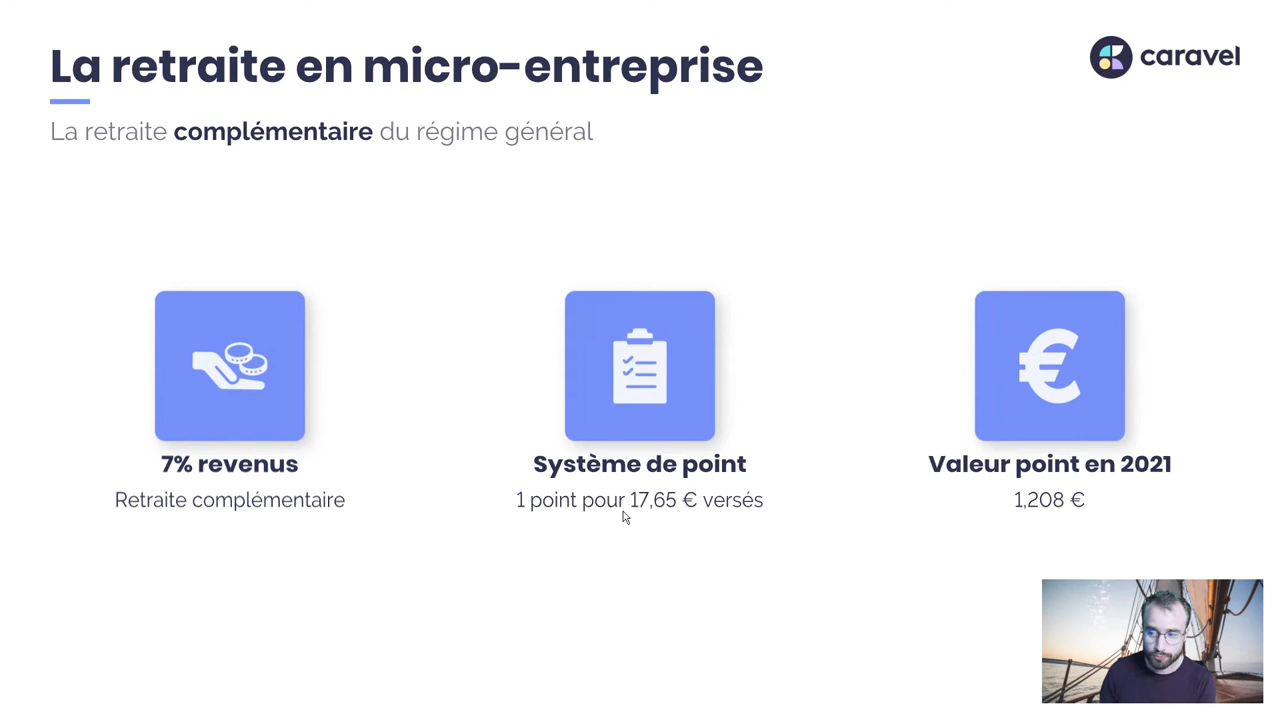 La retraite en micro-entreprise
caravel
La retraite complémentaire du régime général
7% revenus
Retraite complémentaire
Système de point
1 point pour 17,65 € versés
Valeur point en 2021
1,208 €